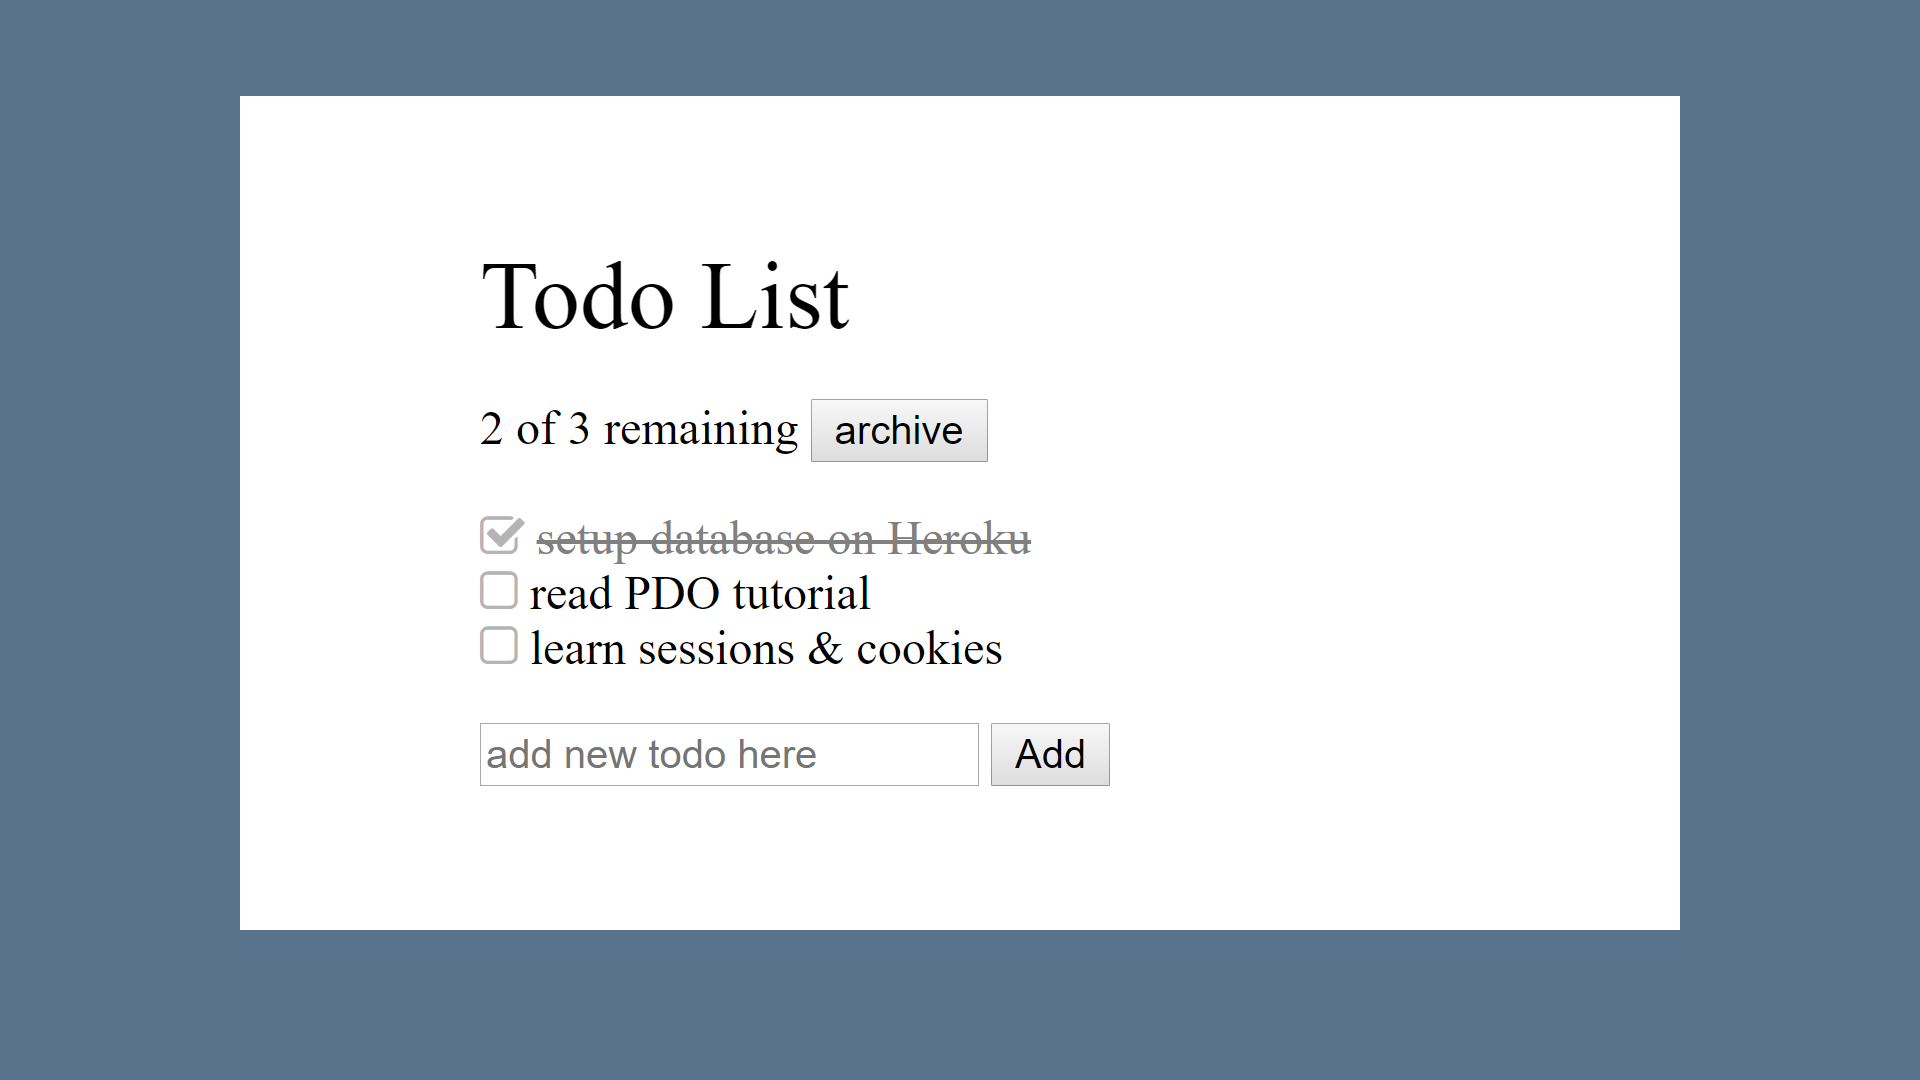 Todo List
2 of 3 remaining archive
setup database on Heroku
read PDO tutorial
learn sessions & cookies
add new todo here Add